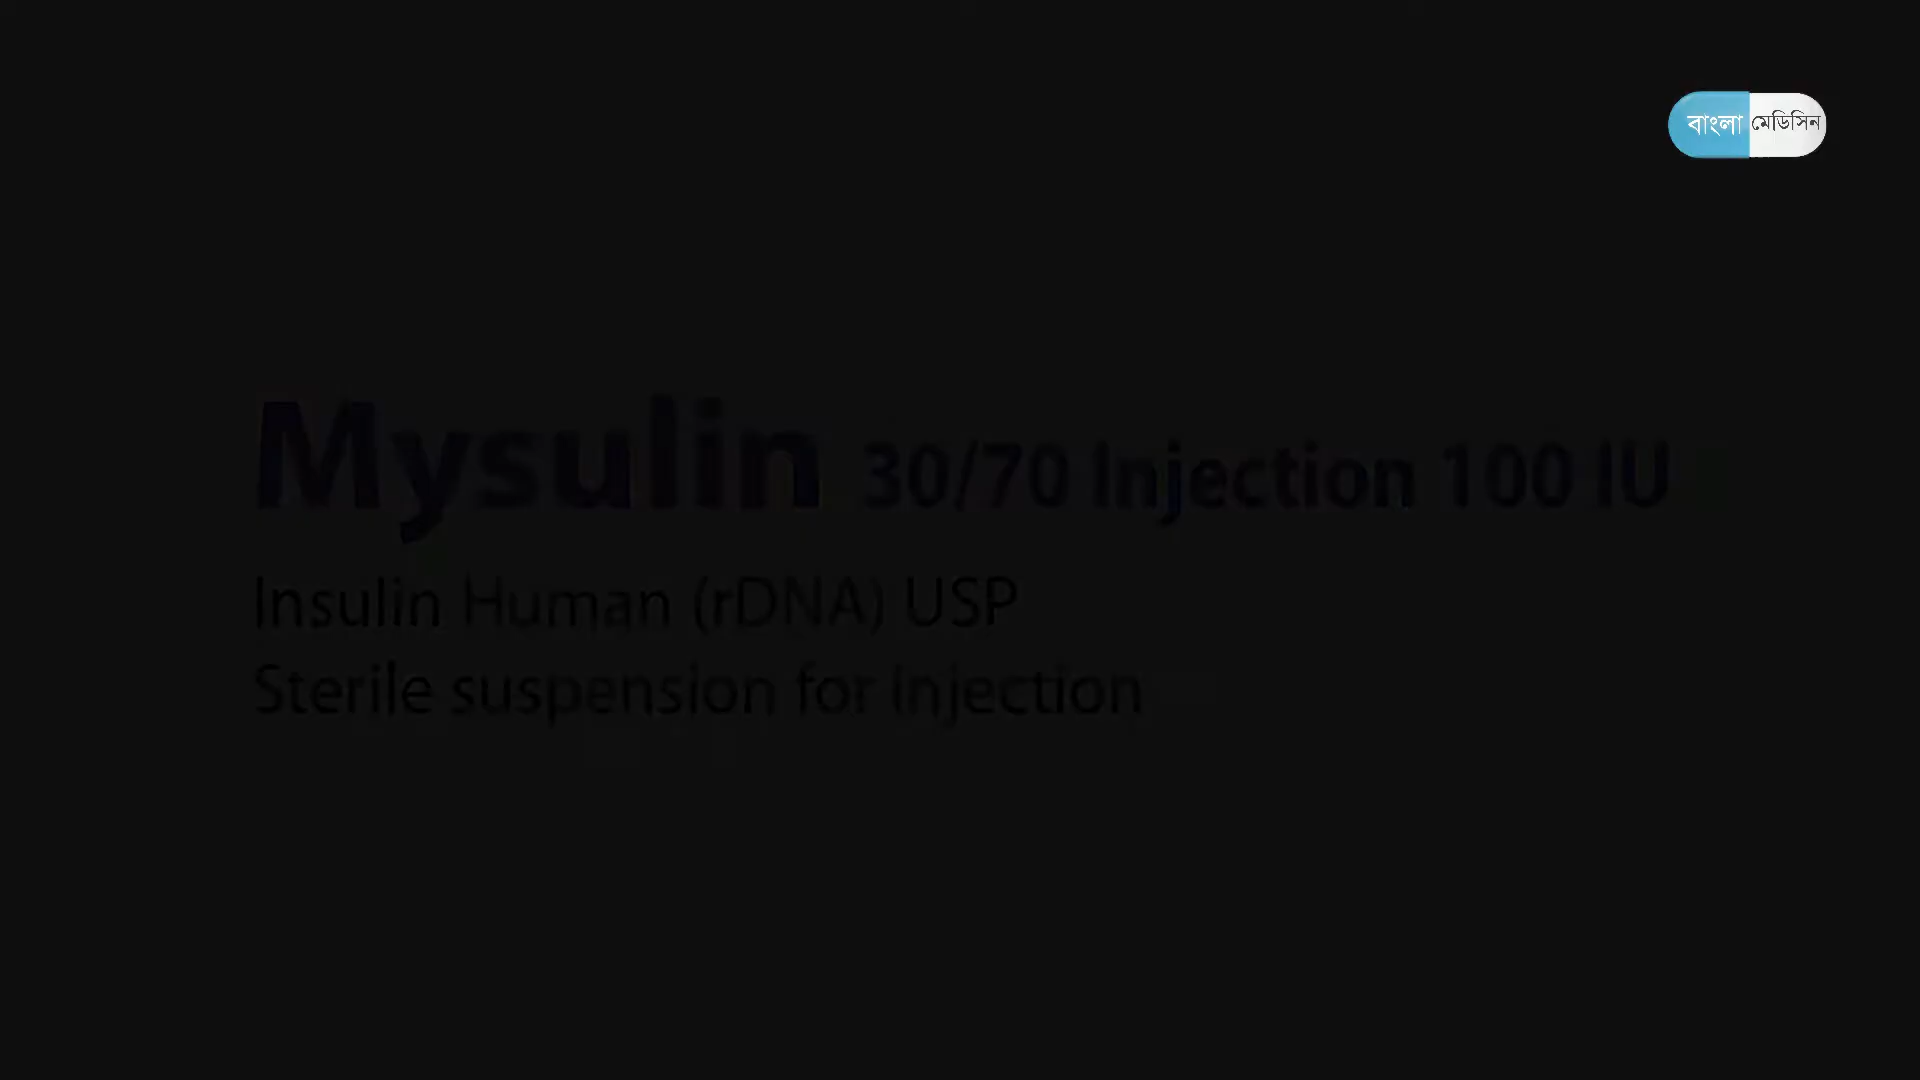 বাংলা মেডিসিন
Mysulin 30/70 Injection 100 IU
Insulin Human (rDNA) USP
Sterile suspension for injection